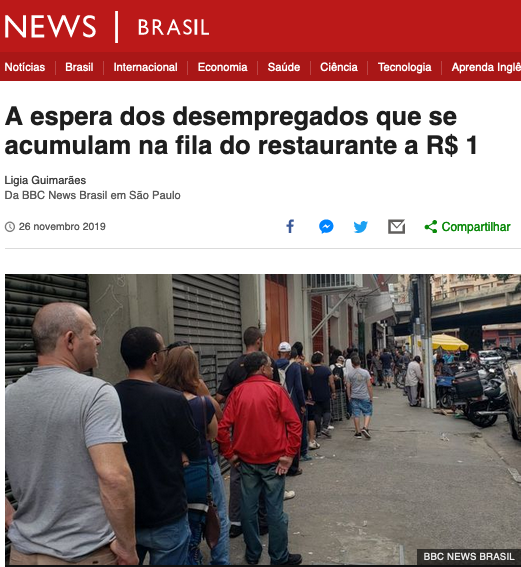 NEWS | BRASIL
Notícias Brasil Internacional Economia Saúde Ciência Tecnologia Aprenda Inglê
A espera dos desempregados que se
acumulam na fila do restaurante a R$ 1
Ligia Guimarães
Da BBC News Brasil em São Paulo
26 novembro 2019
Compartilhar
BBC NEWS BRASIL